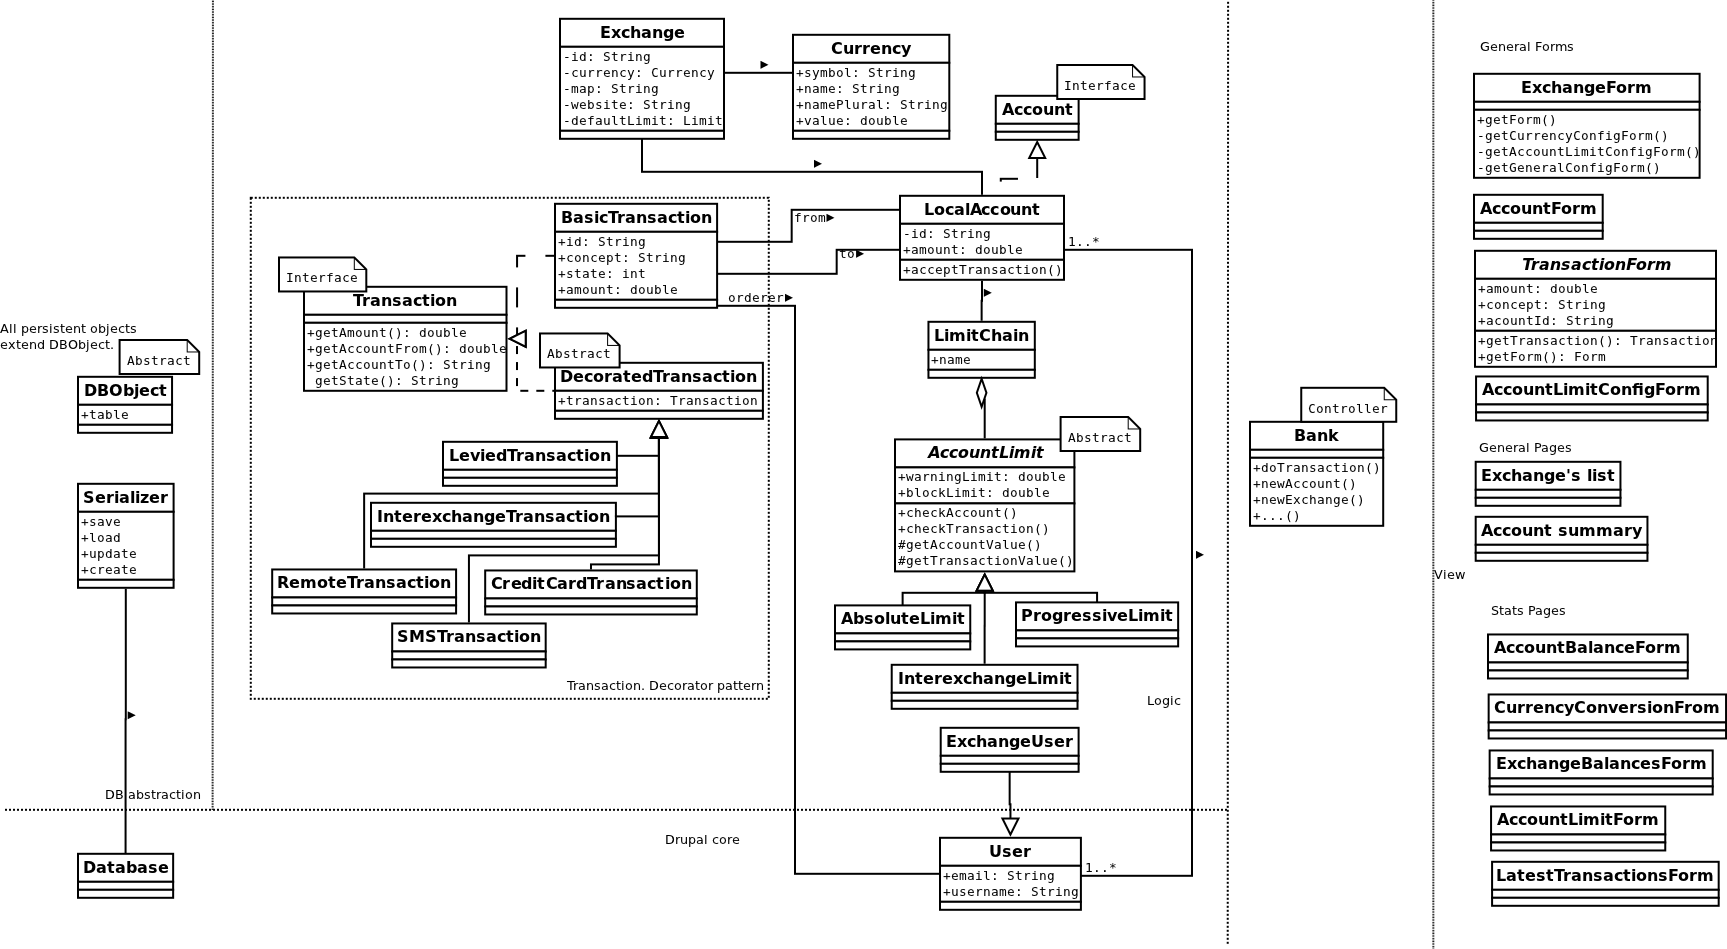 All persistent objects
extend DBObject.
Abstract
DBObject
+table
Serializer
+save
+load
+update
+create
DB abstraction
Database
Exchange
-id: String
-currency: Currency
-map: String
-website: String
-defaultLimit: Limit
Currency
+symbol: String
+name: String
+namePlural: String
+value: double
Interface
Account
BasicTransaction
+id: String
+concept: String
+state: int
+amount: double
from
to
orderer
Interface
Transaction
+getAmount(): double
+getAccountFrom(): double
+getAccountTo(): String
getState(): String
Abstract
DecoratedTransaction
+transaction: Transaction
LeviedTransaction
InterexchangeTransaction
RemoteTransaction
CreditCardTransaction
SMSTransaction
Transaction. Decorator pattern
LocalAccount
-id: String
+amount: double
+acceptTransaction()
1..*
LimitChain
+name
Abstract
AccountLimit
+warningLimit: double
+blockLimit: double
+checkAccount()
+checkTransaction()
#getAccountValue()
#getTransactionValue()
AbsoluteLimit
ProgressiveLimit
InterexchangeLimit
Logic
ExchangeUser
Drupal core
User
+email: String
+username: String
1..*
Controller
Bank
+doTransaction()
+newAccount()
+newExchange()
+...()
View
General Forms
ExchangeForm
+getForm()
-getCurrencyConfigForm()
-getAccountLimitConfigForm()
-getGeneralConfigForm()
AccountForm
TransactionForm
+amount: double
+concept: String
+acountId: String
+getTransaction(): Transaction
+getForm(): Form
AccountLimitConfigForm
General Pages
Exchange's list
Account summary
Stats Pages
AccountBalanceForm
CurrencyConversionFrom
ExchangeBalancesForm
AccountLimitForm
LatestTransactionsForm